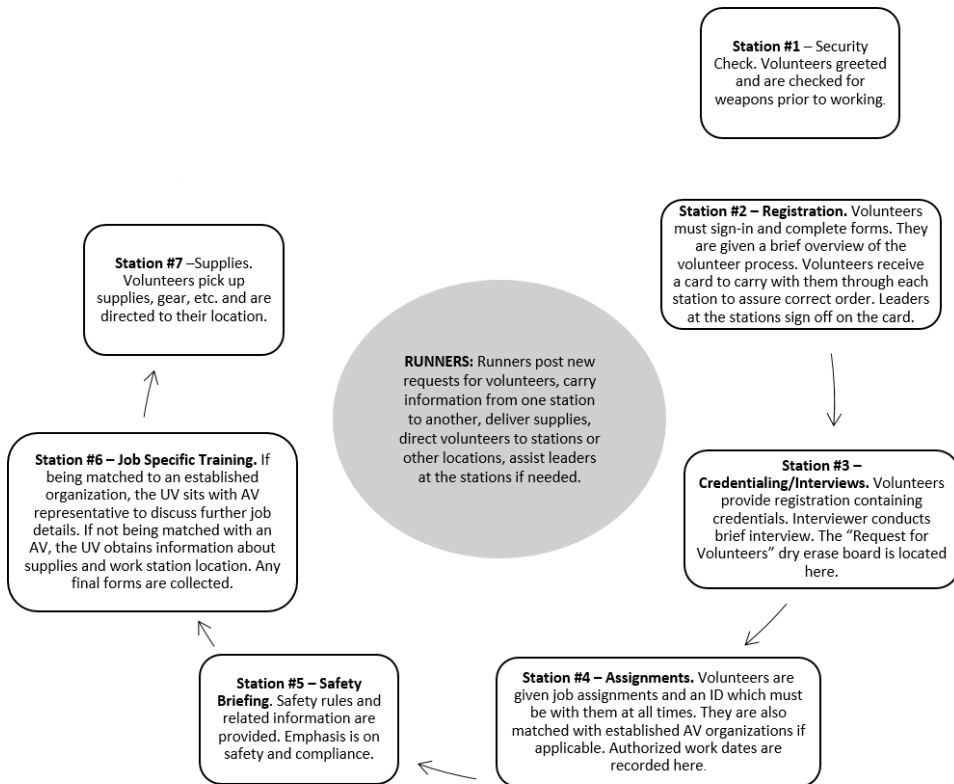 Station #1 – Security
Check. Volunteers greeted
and are checked for
weapons prior to working.
Station #2 – Registration. Volunteers
must sign-in and complete forms. They
are given a brief overview of the
volunteer process. Volunteers receive
a card to carry with them through each
station to assure correct order. Leaders
at the stations sign off on the card.
Station #3 –
Credentialing/Interviews. Volunteers
provide registration containing
credentials. Interviewer conducts
brief interview. The “Request for
Volunteers” dry erase board is located
here.
Station #4 – Assignments. Volunteers are
given job assignments and an ID which must
be with them at all times. They are also
matched with established AV organizations if
applicable. Authorized work dates are
recorded here.
Station #5 – Safety
Briefing. Safety rules and
related information are
provided. Emphasis is on
safety and compliance.
Station #6 – Job Specific Training. If
being matched to an established
organization, the UV sits with AV
representative to discuss further job
details. If not being matched with an
AV, the UV obtains information about
supplies and work station location. Any
final forms are collected.
Station #7 –Supplies.
Volunteers pick up
supplies, gear, etc. and are
directed to their location.
RUNNERS: Runners post new
requests for volunteers, carry
information from one station
to another, deliver supplies,
direct volunteers to stations or
other locations, assist leaders
at the stations if needed.